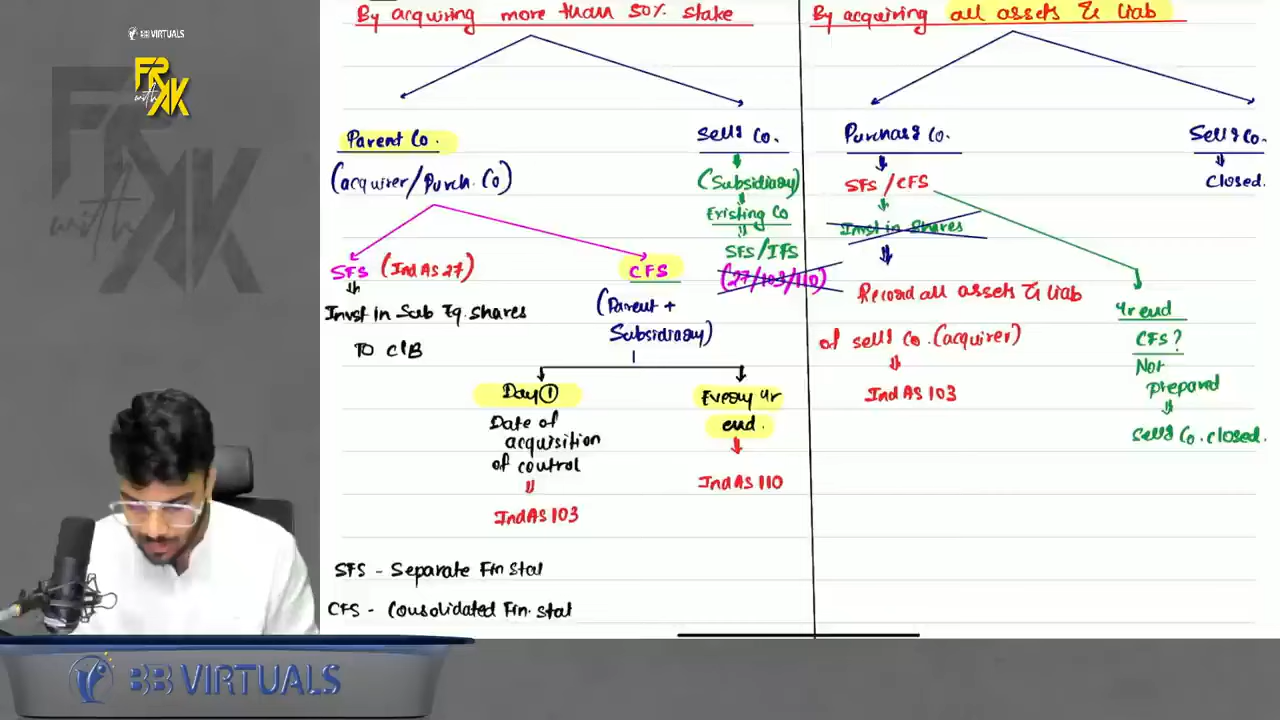 BB VIRTUALS
FR
with AK
By acquiring more than 50% stake
Parent Co.
(acquirer/Purch. Co)
SFS (Ind AS 27)
Invst in Sub Eq. shares
TO C/B
CFS
(Parent +
Subsidiary)
Day ①
Date of
acquisition
of control
Ind AS 103
Every yr
end.
Ind AS 110
Sell's Co.
(Subsidiary)
Existing Co
SFS/IFS
(27/103/110)
SFS - Separate Fin Stat
CFS - Consolidated Fin. Stat
By acquiring all assets & liab
Purchase Co.
SFS/CFS
Invst in Shares
Record all assets & liab
of sells Co. (acquirer)
Ind AS 103
Yr end
CFS?
Not
prepared
Sell's Co. closed.
Sell's Co.
Closed.
BB VIRTUALS